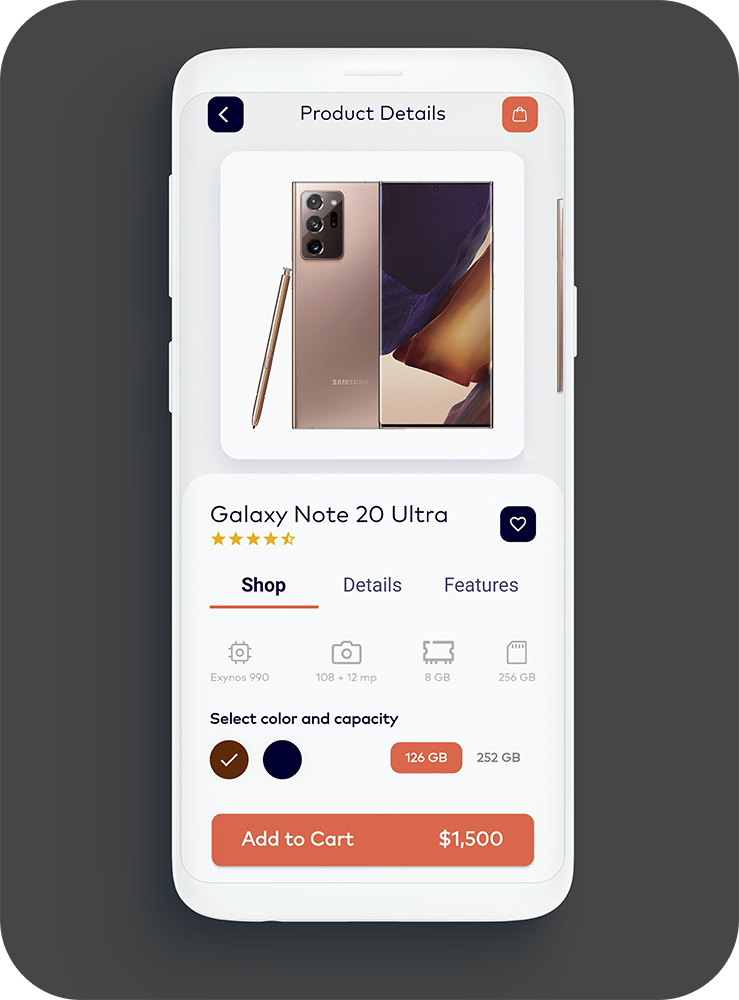 Product Details
SAMSUNG
Galaxy Note 20 Ultra
Shop Details Features
Exynos 990 108 + 12 mp 8 GB 256 GB
Select color and capacity
126 GB 252 GB
Add to Cart $1,500